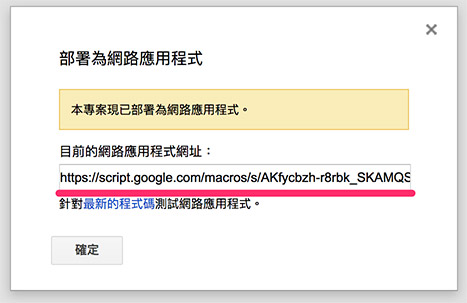 部署為網路應用程式
本專案現已部署為網路應用程式。
目前的網路應用程式網址：
https://script.google.com/macros/s/AKfycbzh-r8rbk_SKAMQS
針對最新的程式碼測試網路應用程式。
確定